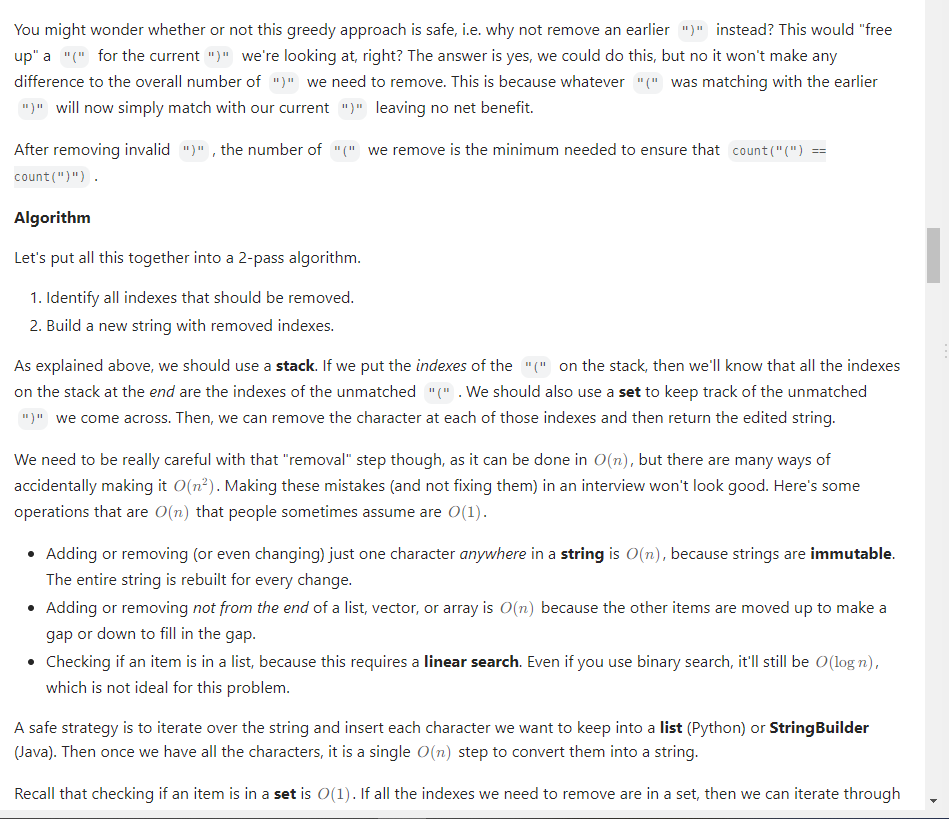 You might wonder whether or not this greedy approach is safe, i.e. why not remove an earlier ")" instead? This would "free
up" a "(" for the current ")" we're looking at, right? The answer is yes, we could do this, but no it won't make any
difference to the overall number of ")" we need to remove. This is because whatever "(" was matching with the earlier
")" will now simply match with our current ")" leaving no net benefit.
After removing invalid ")", the number of "(" we remove is the minimum needed to ensure that count("(") ==
count(")") .
Algorithm
Let's put all this together into a 2-pass algorithm.
1. Identify all indexes that should be removed.
2. Build a new string with removed indexes.
As explained above, we should use a stack. If we put the indexes of the "(" on the stack, then we'll know that all the indexes
on the stack at the end are the indexes of the unmatched "(" . We should also use a set to keep track of the unmatched
")" we come across. Then, we can remove the character at each of those indexes and then return the edited string.
We need to be really careful with that "removal" step though, as it can be done in O(n), but there are many ways of
accidentally making it O(n²). Making these mistakes (and not fixing them) in an interview won't look good. Here's some
operations that are O(n) that people sometimes assume are O(1).
• Adding or removing (or even changing) just one character anywhere in a string is O(n), because strings are immutable.
The entire string is rebuilt for every change.
• Adding or removing not from the end of a list, vector, or array is O(n) because the other items are moved up to make a
gap or down to fill in the gap.
• Checking if an item is in a list, because this requires a linear search. Even if you use binary search, it'll still be O(log n),
which is not ideal for this problem.
A safe strategy is to iterate over the string and insert each character we want to keep into a list (Python) or StringBuilder
(Java). Then once we have all the characters, it is a single O(n) step to convert them into a string.
Recall that checking if an item is in a set is O(1). If all the indexes we need to remove are in a set, then we can iterate through